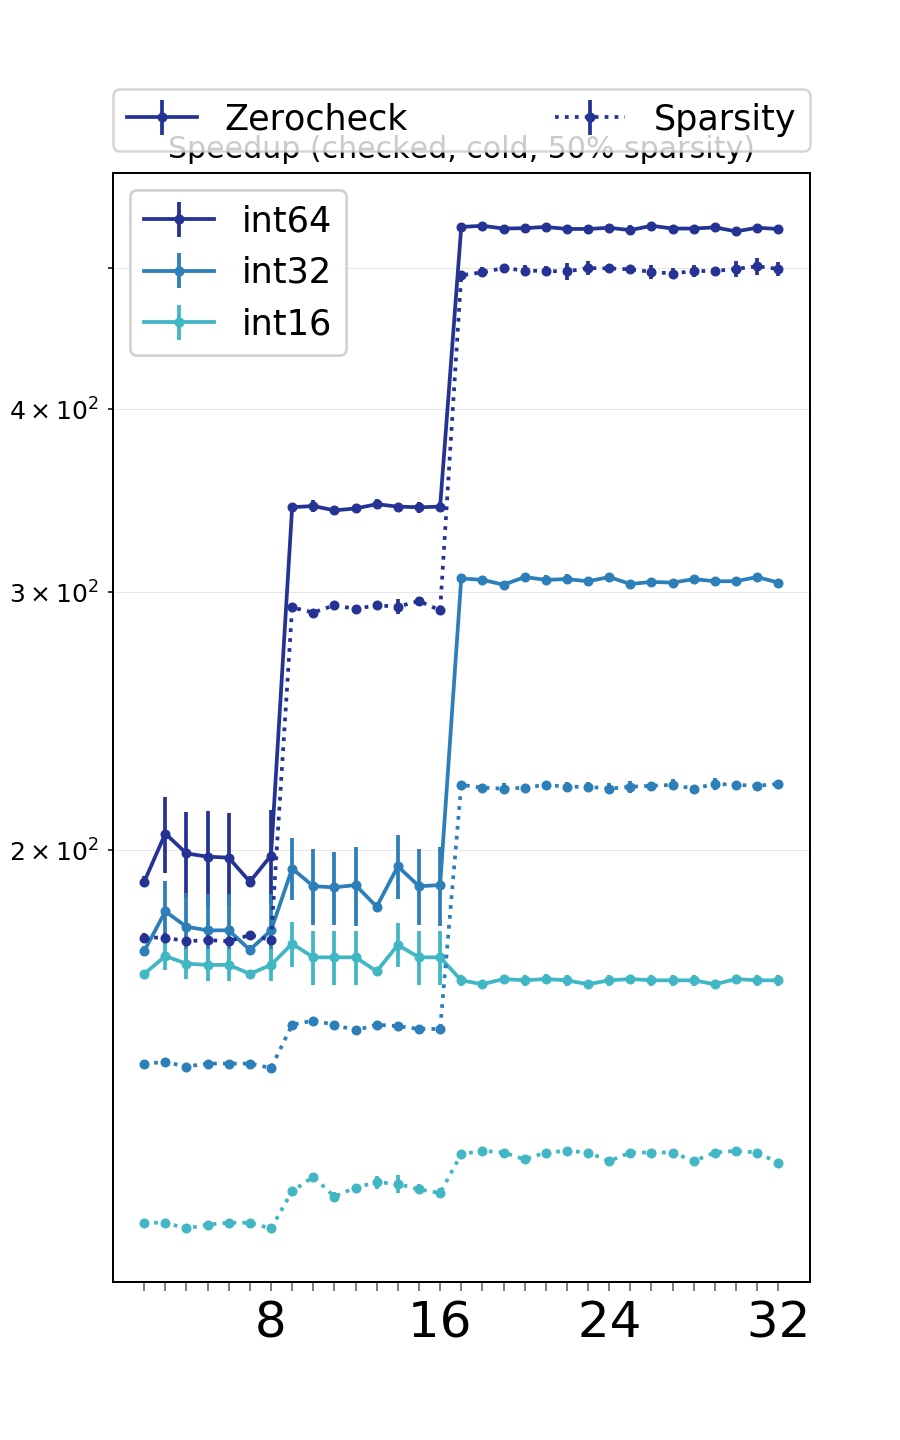 Zerocheck Sparsity
Speedup (checked, cold, 50% sparsity)
int64
int32
int16
4 × 10²
3 × 10²
2 × 10²
8 16 24 32